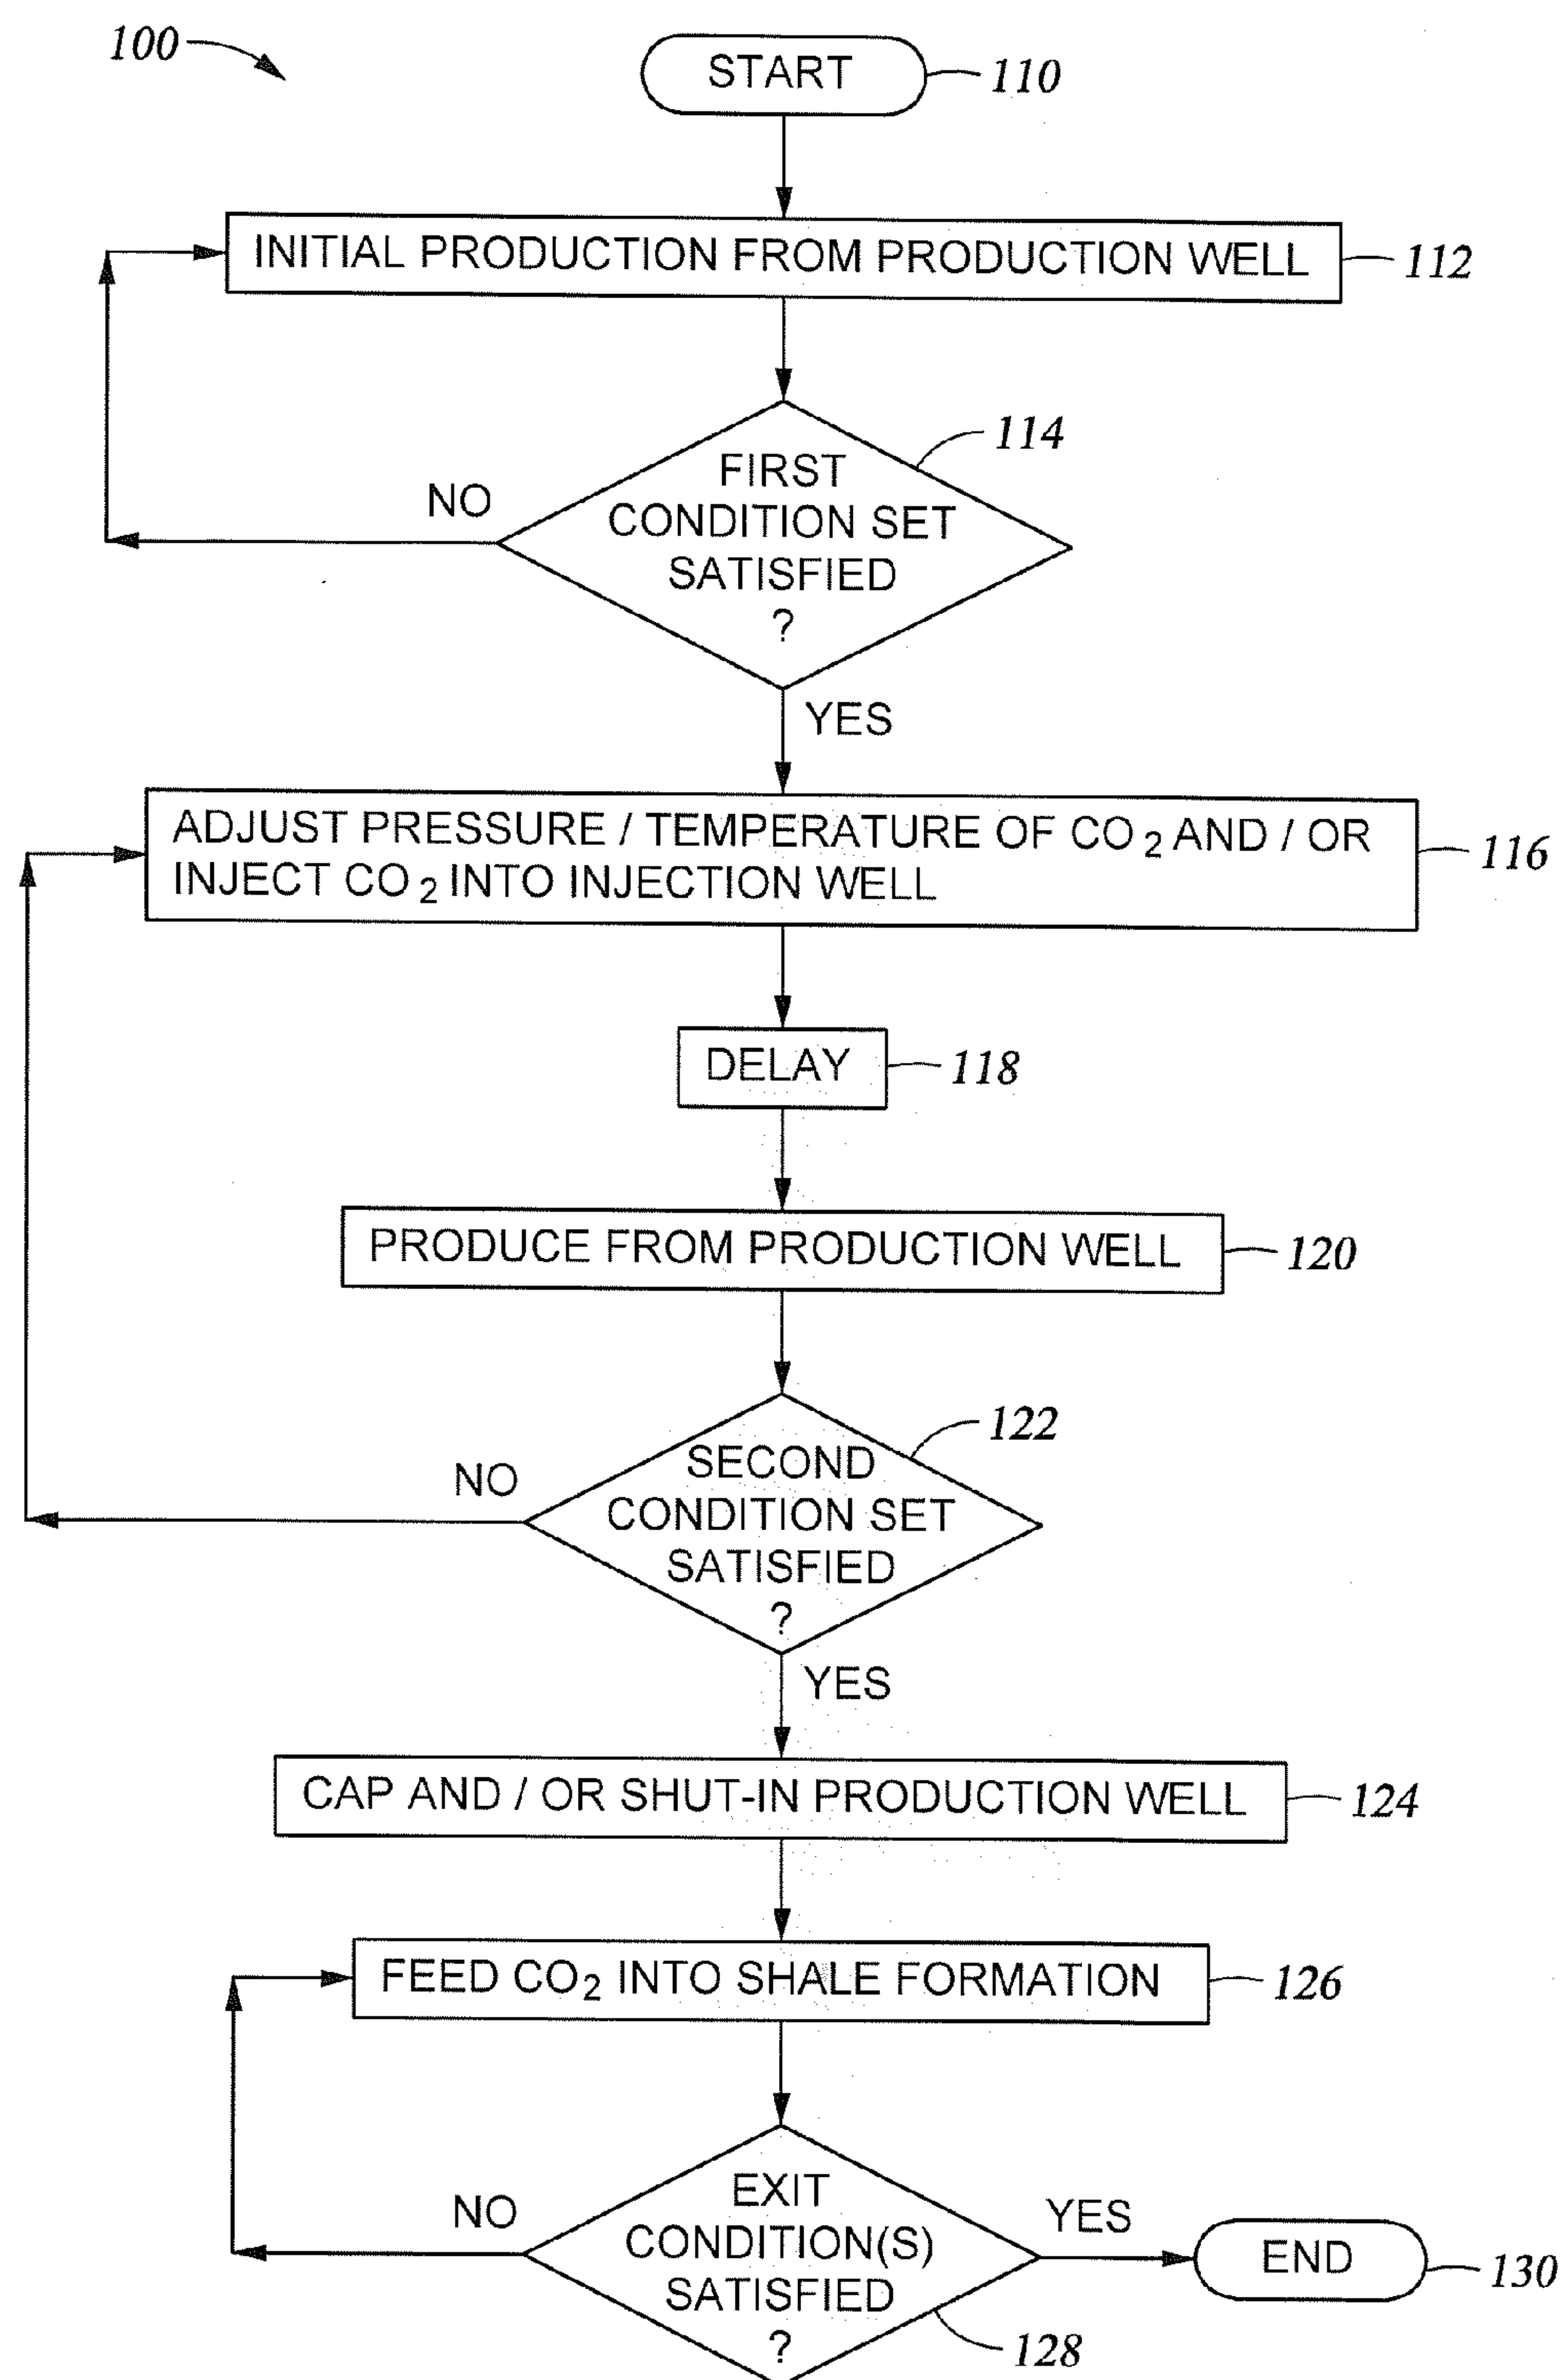 100
START
110
INITIAL PRODUCTION FROM PRODUCTION WELL
112
114
FIRST
CONDITION SET
SATISFIED
?
NO
YES
ADJUST PRESSURE / TEMPERATURE OF CO₂ AND / OR
INJECT CO₂ INTO INJECTION WELL
116
DELAY
118
PRODUCE FROM PRODUCTION WELL
120
122
SECOND
CONDITION SET
SATISFIED
?
NO
YES
CAP AND / OR SHUT-IN PRODUCTION WELL
124
FEED CO₂ INTO SHALE FORMATION
126
EXIT
CONDITION(S)
SATISFIED
?
NO
YES
END
130
128